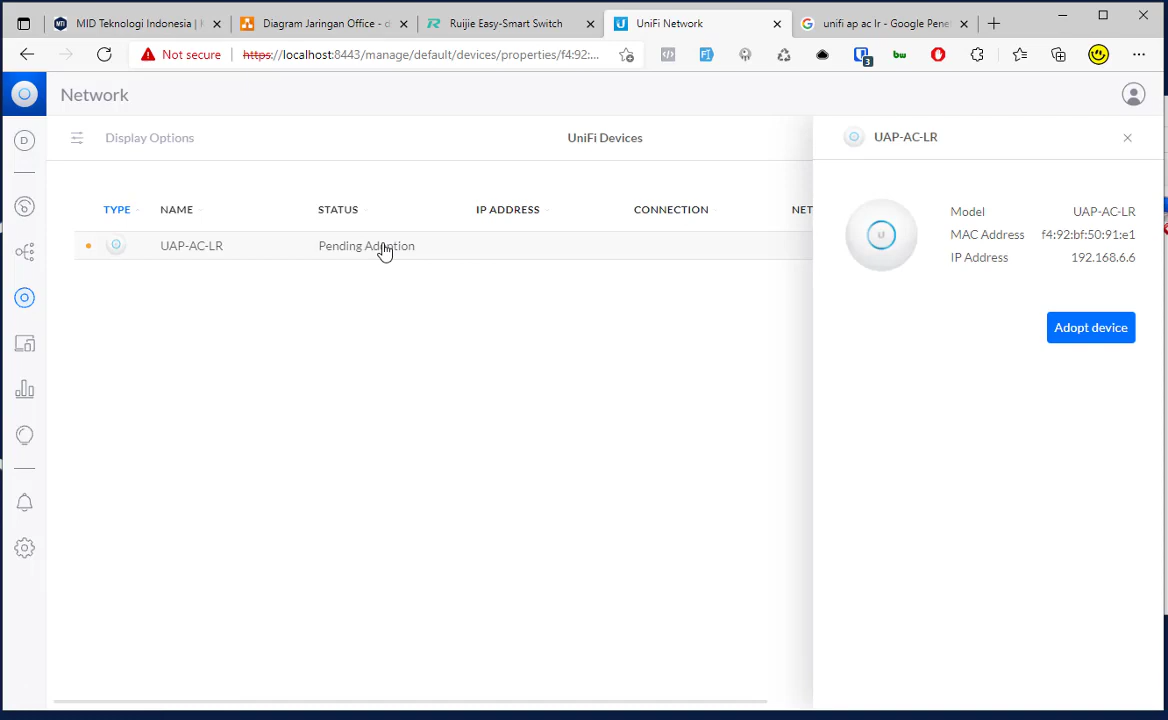 MID Teknologi Indonesia |
Diagram Jaringan Office - d
Ruijie Easy-Smart Switch
UniFi Network
unifi ap ac lr - Google Pene
Not secure
https://localhost:8443/manage/default/devices/properties/f4:92:...
3
Network
D
Display Options
UniFi Devices
UAP-AC-LR
TYPE NAME STATUS IP ADDRESS CONNECTION NET
UAP-AC-LR Pending Adoption
Model UAP-AC-LR
MAC Address f4:92:bf:50:91:e1
IP Address 192.168.6.6
Adopt device